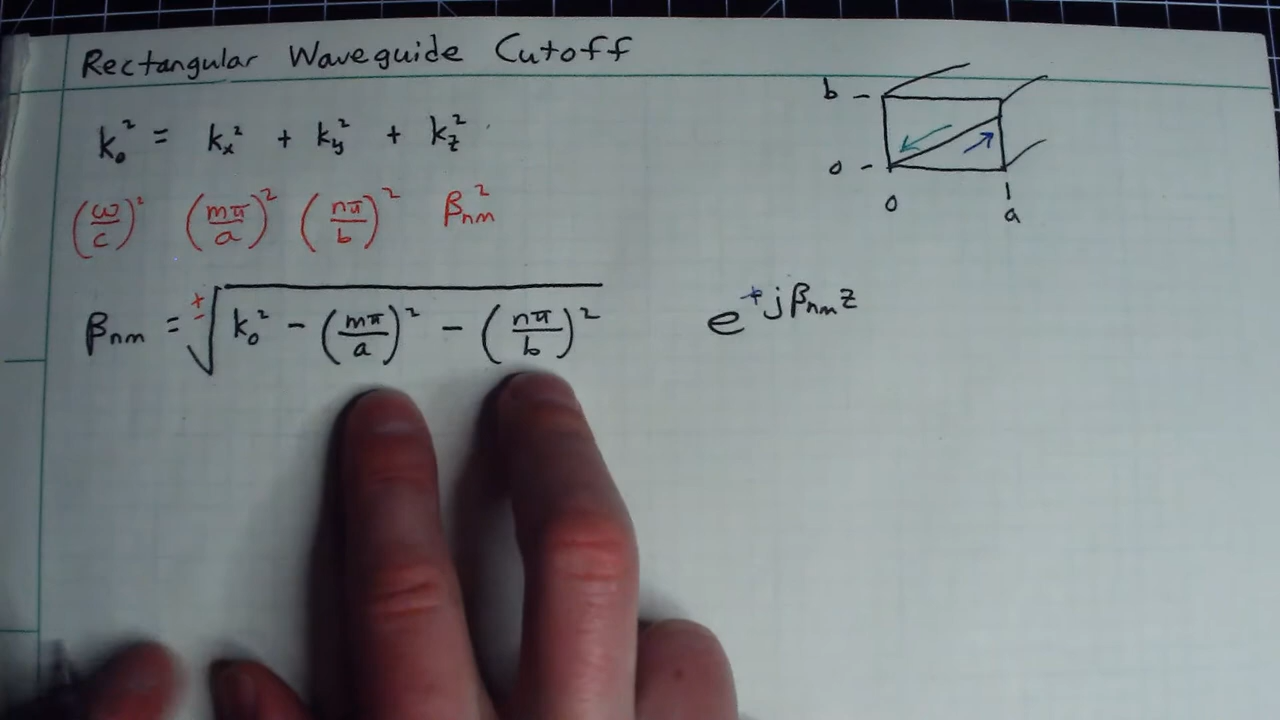 Rectangular Waveguide Cutoff
k₀² = kₓ² + k_y² + k_z²
(ω/c)² (mπ/a)² (nπ/b)² β_nm²
β_nm = ±√(k₀² − (mπ/a)² − (nπ/b)²)
e^(+jβ_nm z)
b
0
0
a